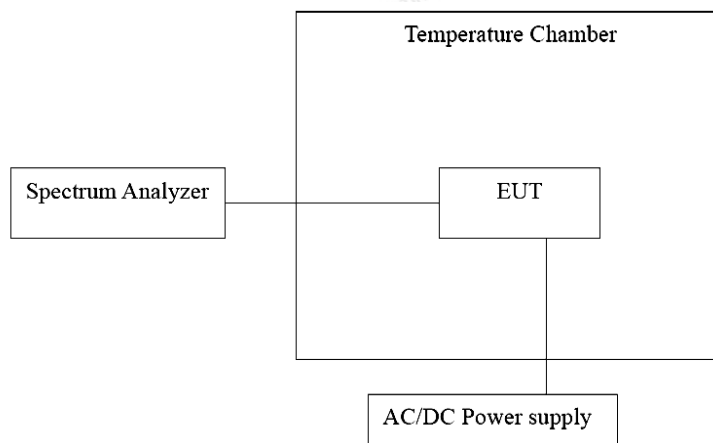 Temperature Chamber
Spectrum Analyzer
EUT
AC/DC Power supply